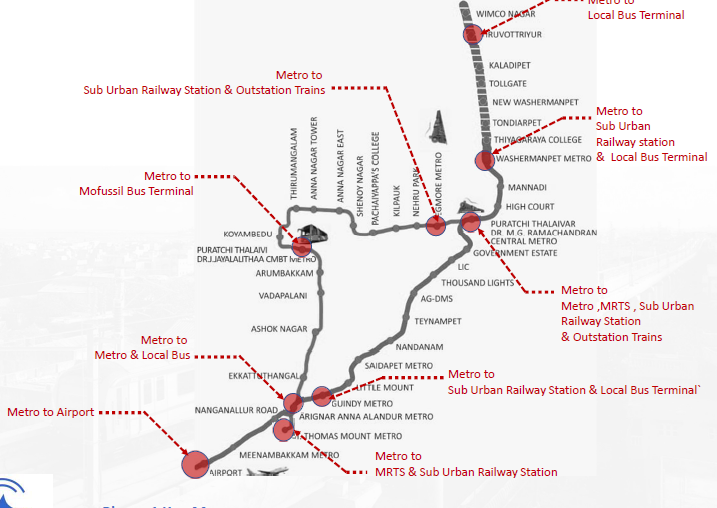 Metro to
Local Bus Terminal
WIMCO NAGAR
IRUVOTTRIYUR
KALADIPET
TOLLGATE
NEW WASHERMANPET
TONDIARPET
THIYAGARAYA COLLEGE
WASHERMANPET METRO
Metro to
Sub Urban
Railway station
& Local Bus Terminal
Metro to
Sub Urban Railway Station & Outstation Trains
MANNADI
HIGH COURT
PURATCHI THALAIVAR
DR. M.G. RAMACHANDRAN
CENTRAL METRO
GOVERNMENT ESTATE
LIC
THOUSAND LIGHTS
AG-DMS
TEYNAMPET
NANDANAM
SAIDAPET METRO
LITTLE MOUNT
GUINDY METRO
ARIGNAR ANNA ALANDUR METRO
ST. THOMAS MOUNT METRO
THIRUMANGALAM
ANNA NAGAR TOWER
ANNA NAGAR EAST
SHENOY NAGAR
PACHAIYAPPA'S COLLEGE
KILPAUK
NEHRU PARK
EGMORE METRO
Metro to
Mofussil Bus Terminal
KOYAMBEDU
PURATCHI THALAIVI
DR.J.JAYALALITHAA CMBT METRO
ARUMBAKKAM
VADAPALANI
ASHOK NAGAR
EKKATTUTHANGAL
NANGANALLUR ROAD
MEENAMBAKKAM METRO
AIRPORT
Metro to
Metro ,MRTS , Sub Urban
Railway Station
& Outstation Trains
Metro to
Metro & Local Bus
Metro to
Sub Urban Railway Station & Local Bus Terminal`
Metro to Airport
Metro to
MRTS & Sub Urban Railway Station